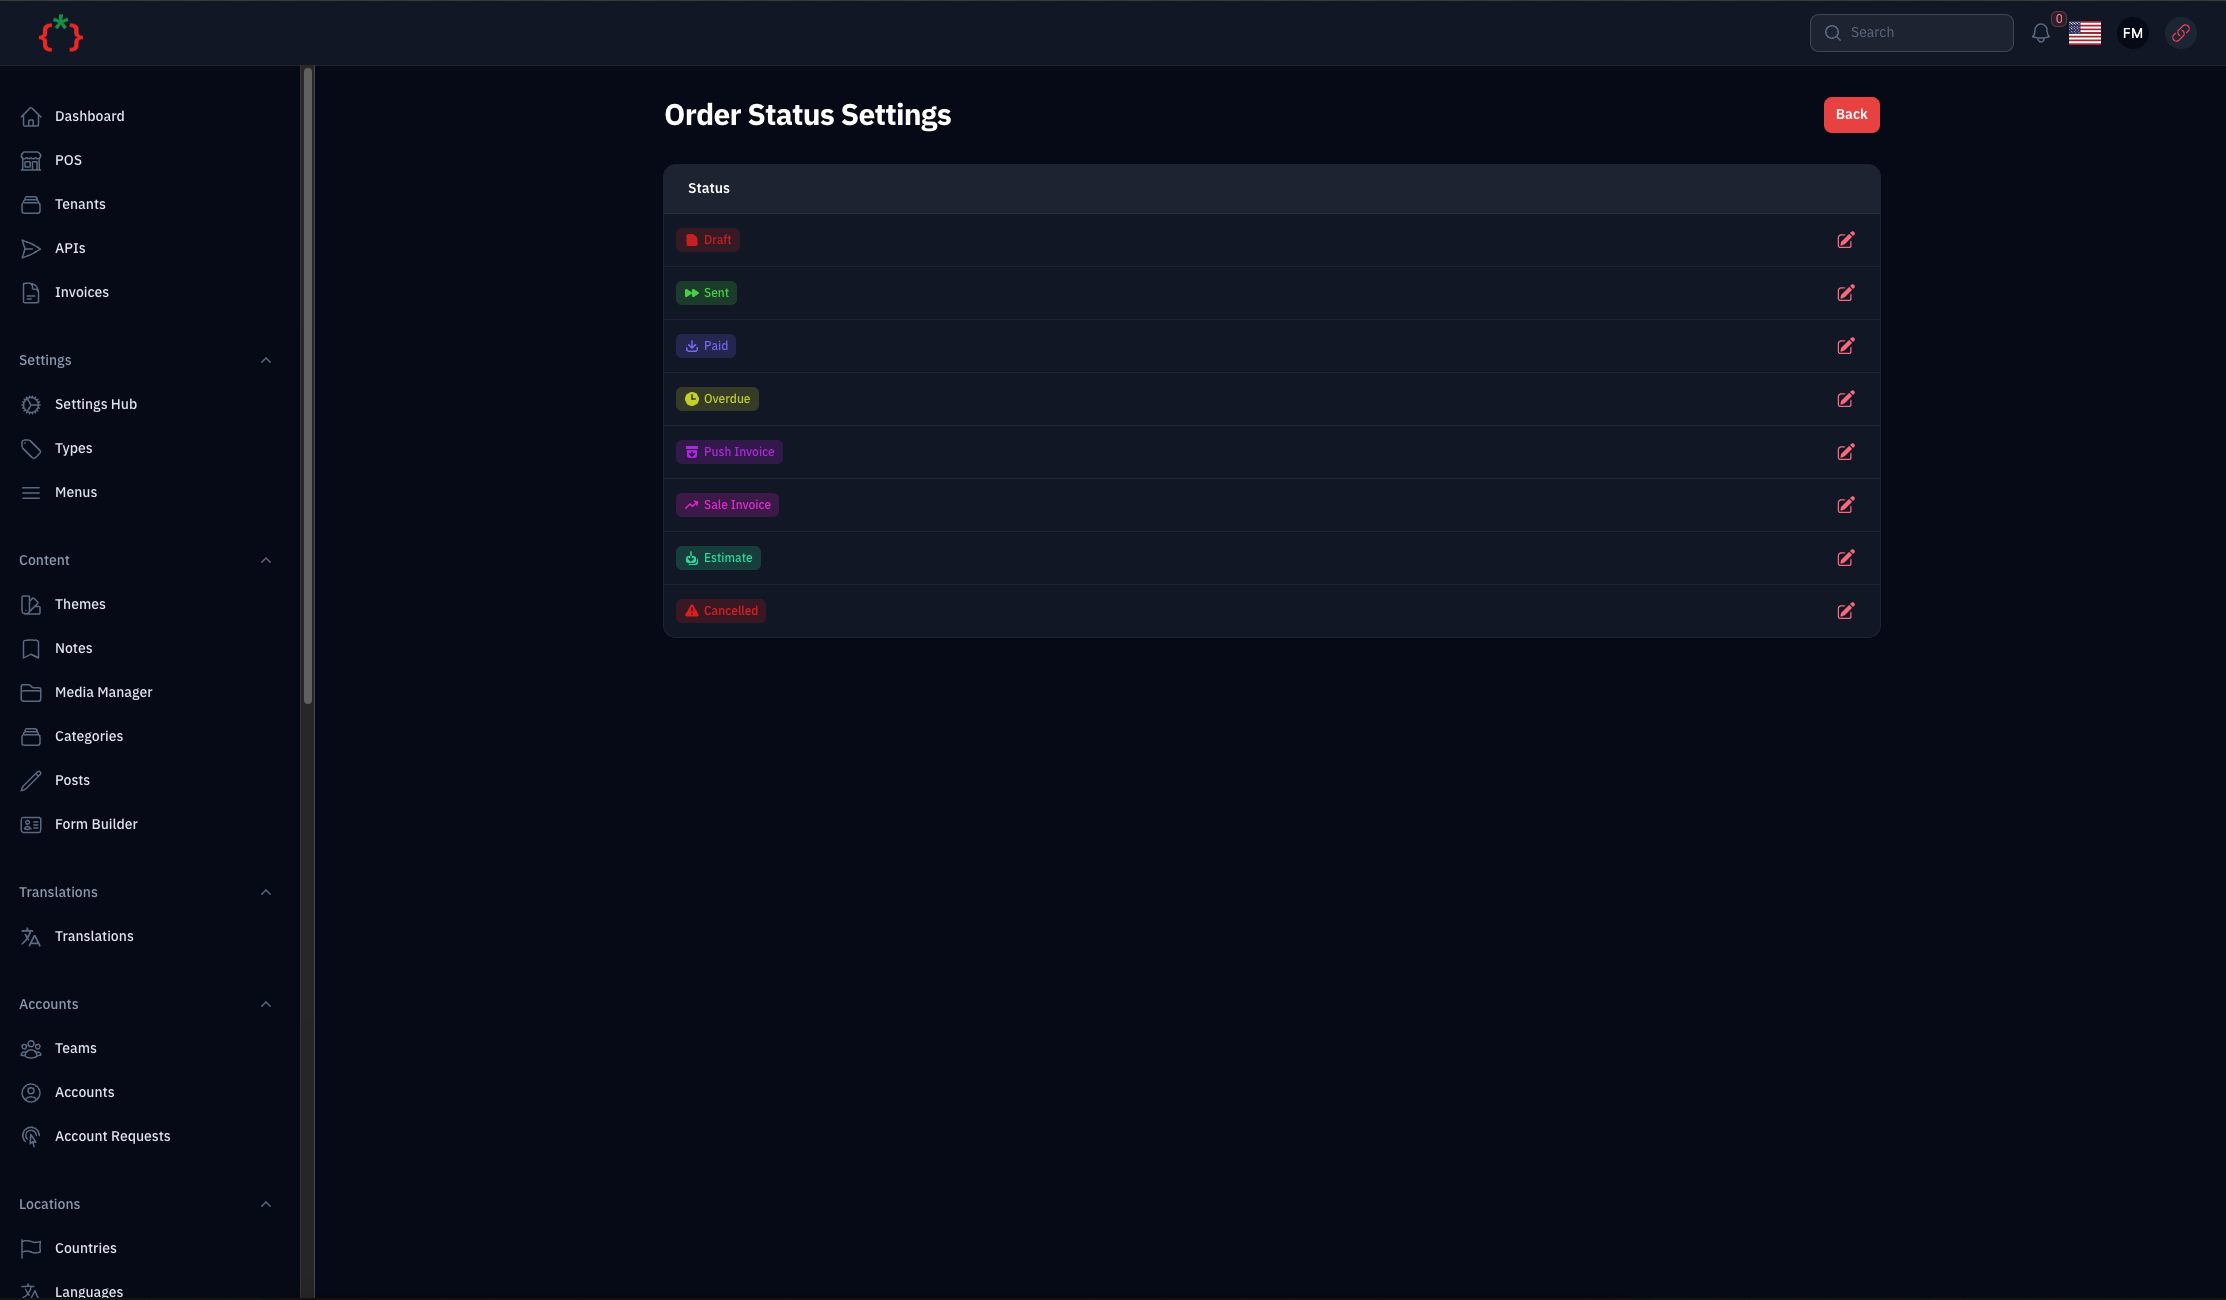 {*}
Search
0
FM
Dashboard
POS
Tenants
APIs
Invoices
Settings
Settings Hub
Types
Menus
Content
Themes
Notes
Media Manager
Categories
Posts
Form Builder
Translations
Translations
Accounts
Teams
Accounts
Account Requests
Locations
Countries
Languages
Order Status Settings
Back
Status
Draft
Sent
Paid
Overdue
Push Invoice
Sale Invoice
Estimate
Cancelled